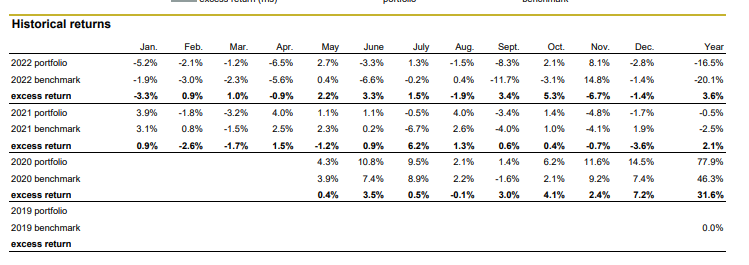 excess return (ms) portfolio benchmark
Historical returns
Jan. Feb. Mar. Apr. May June July Aug. Sept. Oct. Nov. Dec. Year
2022 portfolio -5.2% -2.1% -1.2% -6.5% 2.7% -3.3% 1.3% -1.5% -8.3% 2.1% 8.1% -2.8% -16.5%
2022 benchmark -1.9% -3.0% -2.3% -5.6% 0.4% -6.6% -0.2% 0.4% -11.7% -3.1% 14.8% -1.4% -20.1%
excess return -3.3% 0.9% 1.0% -0.9% 2.2% 3.3% 1.5% -1.9% 3.4% 5.3% -6.7% -1.4% 3.6%
2021 portfolio 3.9% -1.8% -3.2% 4.0% 1.1% 1.1% -0.5% 4.0% -3.4% 1.4% -4.8% -1.7% -0.5%
2021 benchmark 3.1% 0.8% -1.5% 2.5% 2.3% 0.2% -6.7% 2.6% -4.0% 1.0% -4.1% 1.9% -2.5%
excess return 0.9% -2.6% -1.7% 1.5% -1.2% 0.9% 6.2% 1.3% 0.6% 0.4% -0.7% -3.6% 2.1%
2020 portfolio 4.3% 10.8% 9.5% 2.1% 1.4% 6.2% 11.6% 14.5% 77.9%
2020 benchmark 3.9% 7.4% 8.9% 2.2% -1.6% 2.1% 9.2% 7.4% 46.3%
excess return 0.4% 3.5% 0.5% -0.1% 3.0% 4.1% 2.4% 7.2% 31.6%
2019 portfolio
2019 benchmark 0.0%
excess return